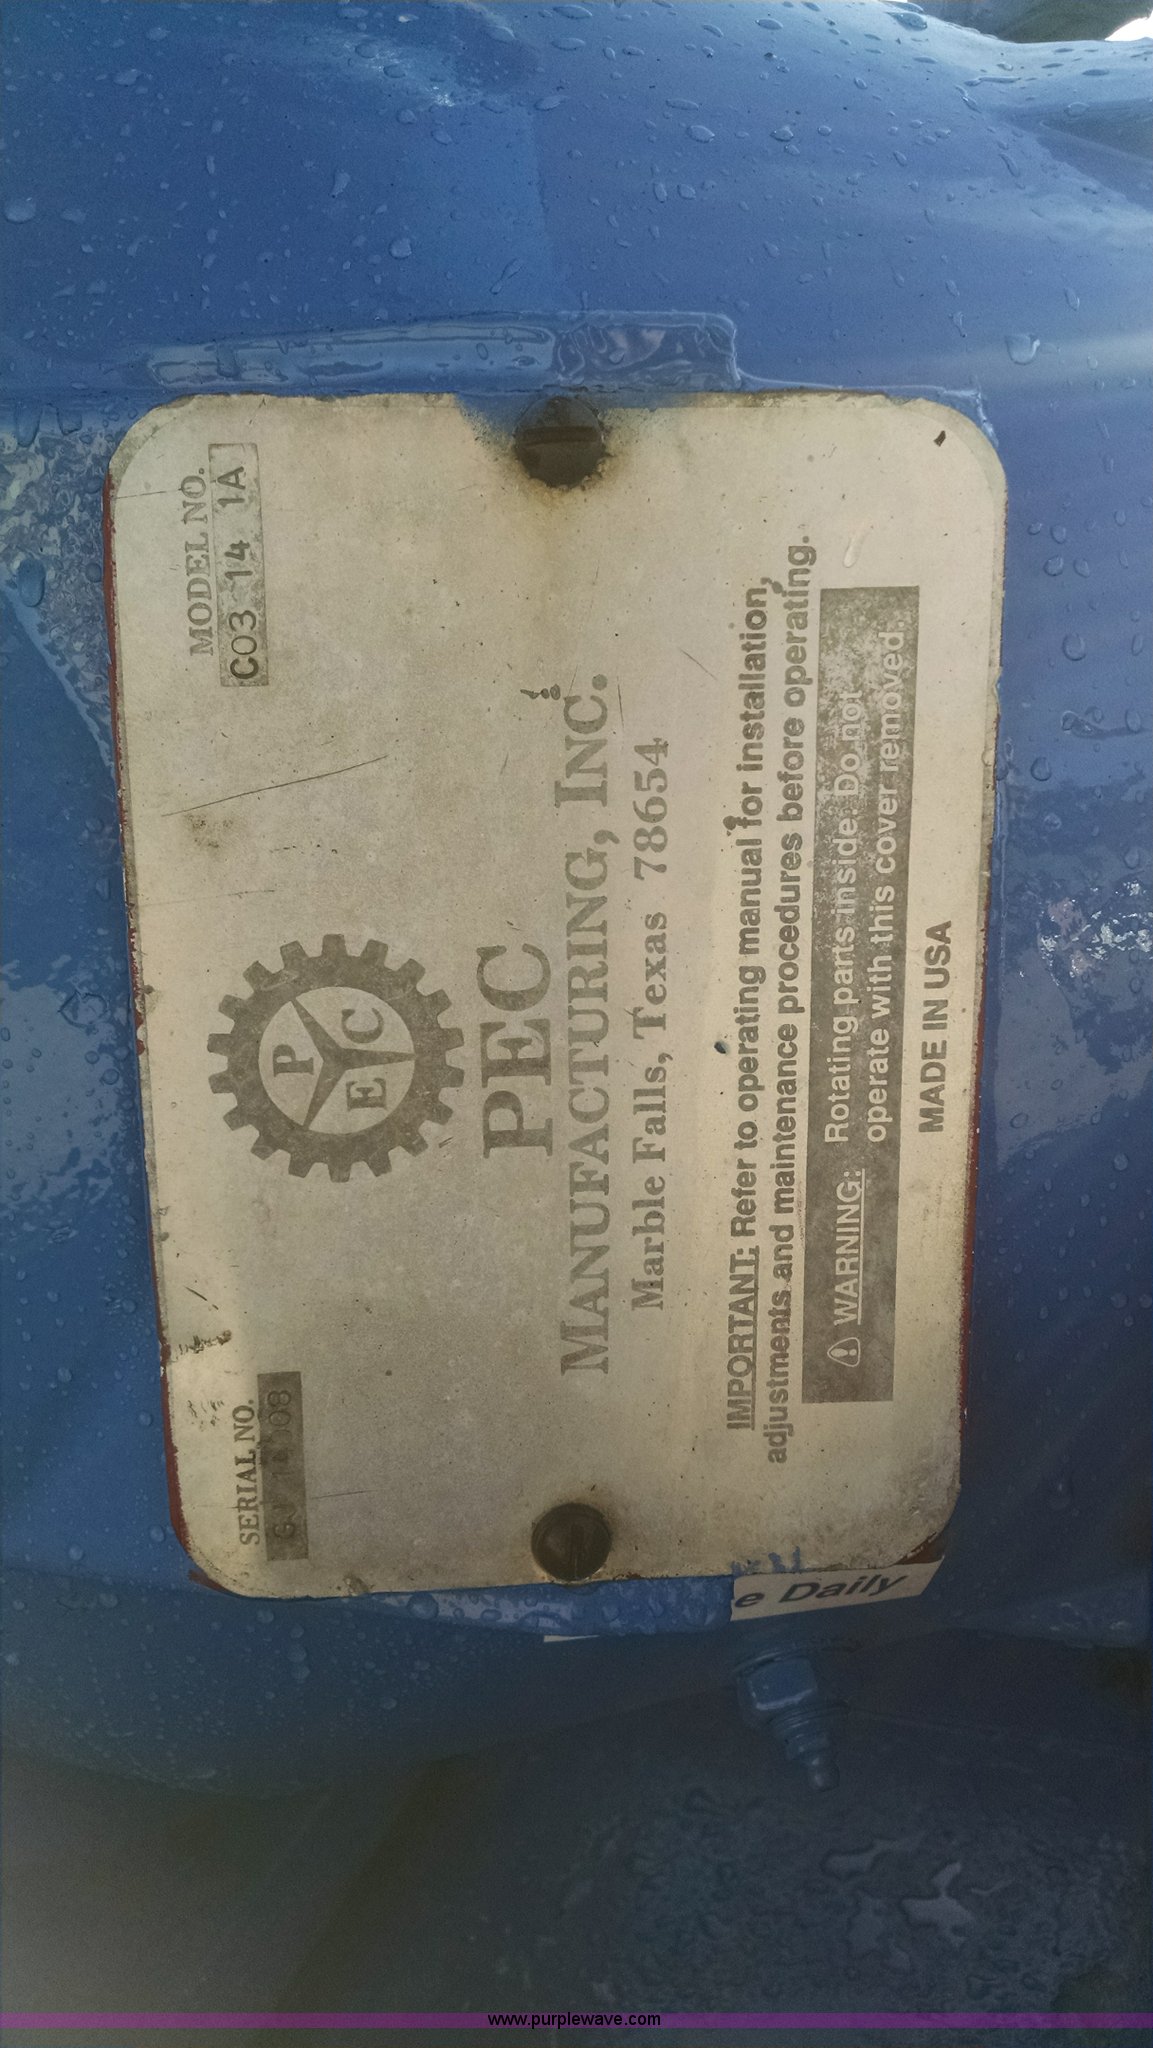 SERIAL NO.
MODEL NO.
C03 14 1A
P
E
C
PEC
MANUFACTURING, INC.
Marble Falls, Texas 78654
IMPORTANT: Refer to operating manual for installation,
adjustments and maintenance procedures before operating.
WARNING: Rotating parts inside. Do not
operate with this cover removed.
MADE IN USA
e Daily
www.purplewave.com